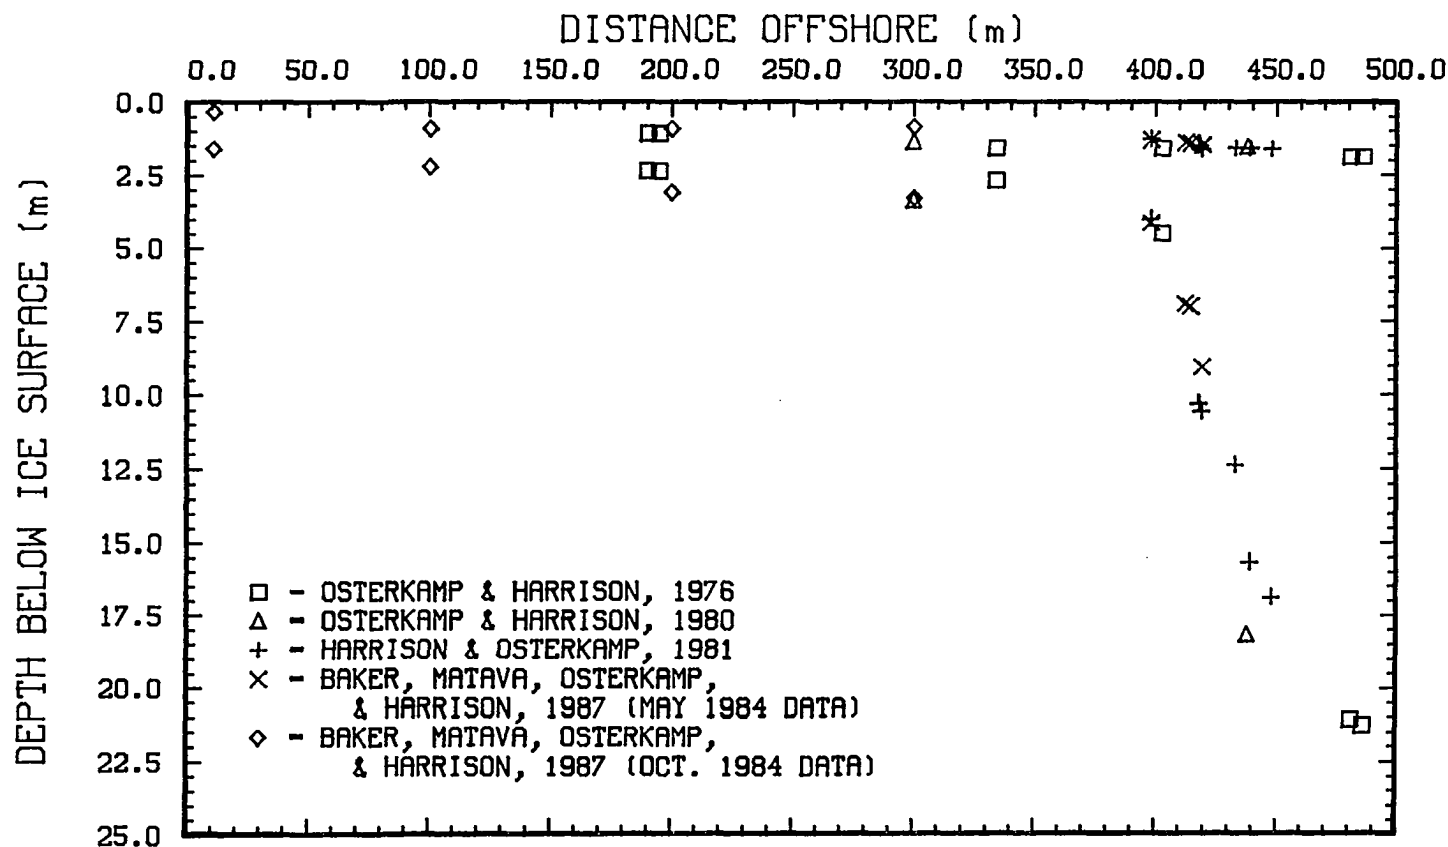 DISTANCE OFFSHORE (m)
0.0 50.0 100.0 150.0 200.0 250.0 300.0 350.0 400.0 450.0 500.0
DEPTH BELOW ICE SURFACE (m)
0.0
2.5
5.0
7.5
10.0
12.5
15.0
17.5
20.0
22.5
25.0
□ - OSTERKAMP & HARRISON, 1976
△ - OSTERKAMP & HARRISON, 1980
+ - HARRISON & OSTERKAMP, 1981
× - BAKER, MATAVA, OSTERKAMP,
& HARRISON, 1987 (MAY 1984 DATA)
◇ - BAKER, MATAVA, OSTERKAMP,
& HARRISON, 1987 (OCT. 1984 DATA)